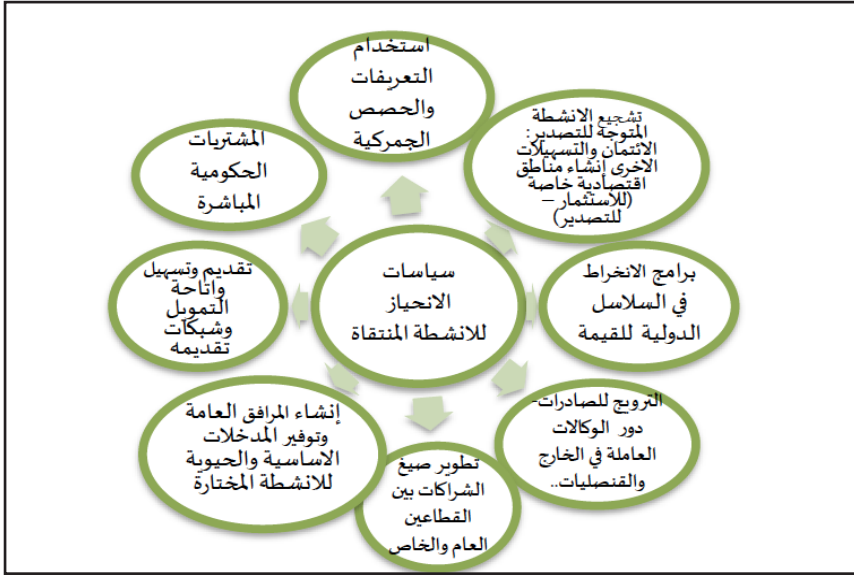 استخدام
التعريفات
والحصص
الجمركية
تشجيع الانشطة
المتوجه للتصدير:
الائتمان والتسهيلات
الاخرى إنشاء مناطق
اقتصادية خاصة
(للاستثمار –
للتصدير)
برامج الانخراط
في السلاسل
الدولية للقيمة
الترويج للصادرات-
دور الوكالات
العاملة في الخارج
والقنصليات..
تطوير صيغ
الشراكات بين
القطاعين
العام والخاص
إنشاء المرافق العامة
وتوفير المدخلات
الاساسية والحيوية
للانشطة المختارة
تقديم وتسهيل
واتاحة
التمويل
وشبكات
تقديمه
المشتريات
الحكومية
المباشرة
سياسات
الانحياز
للانشطة المنتقاة